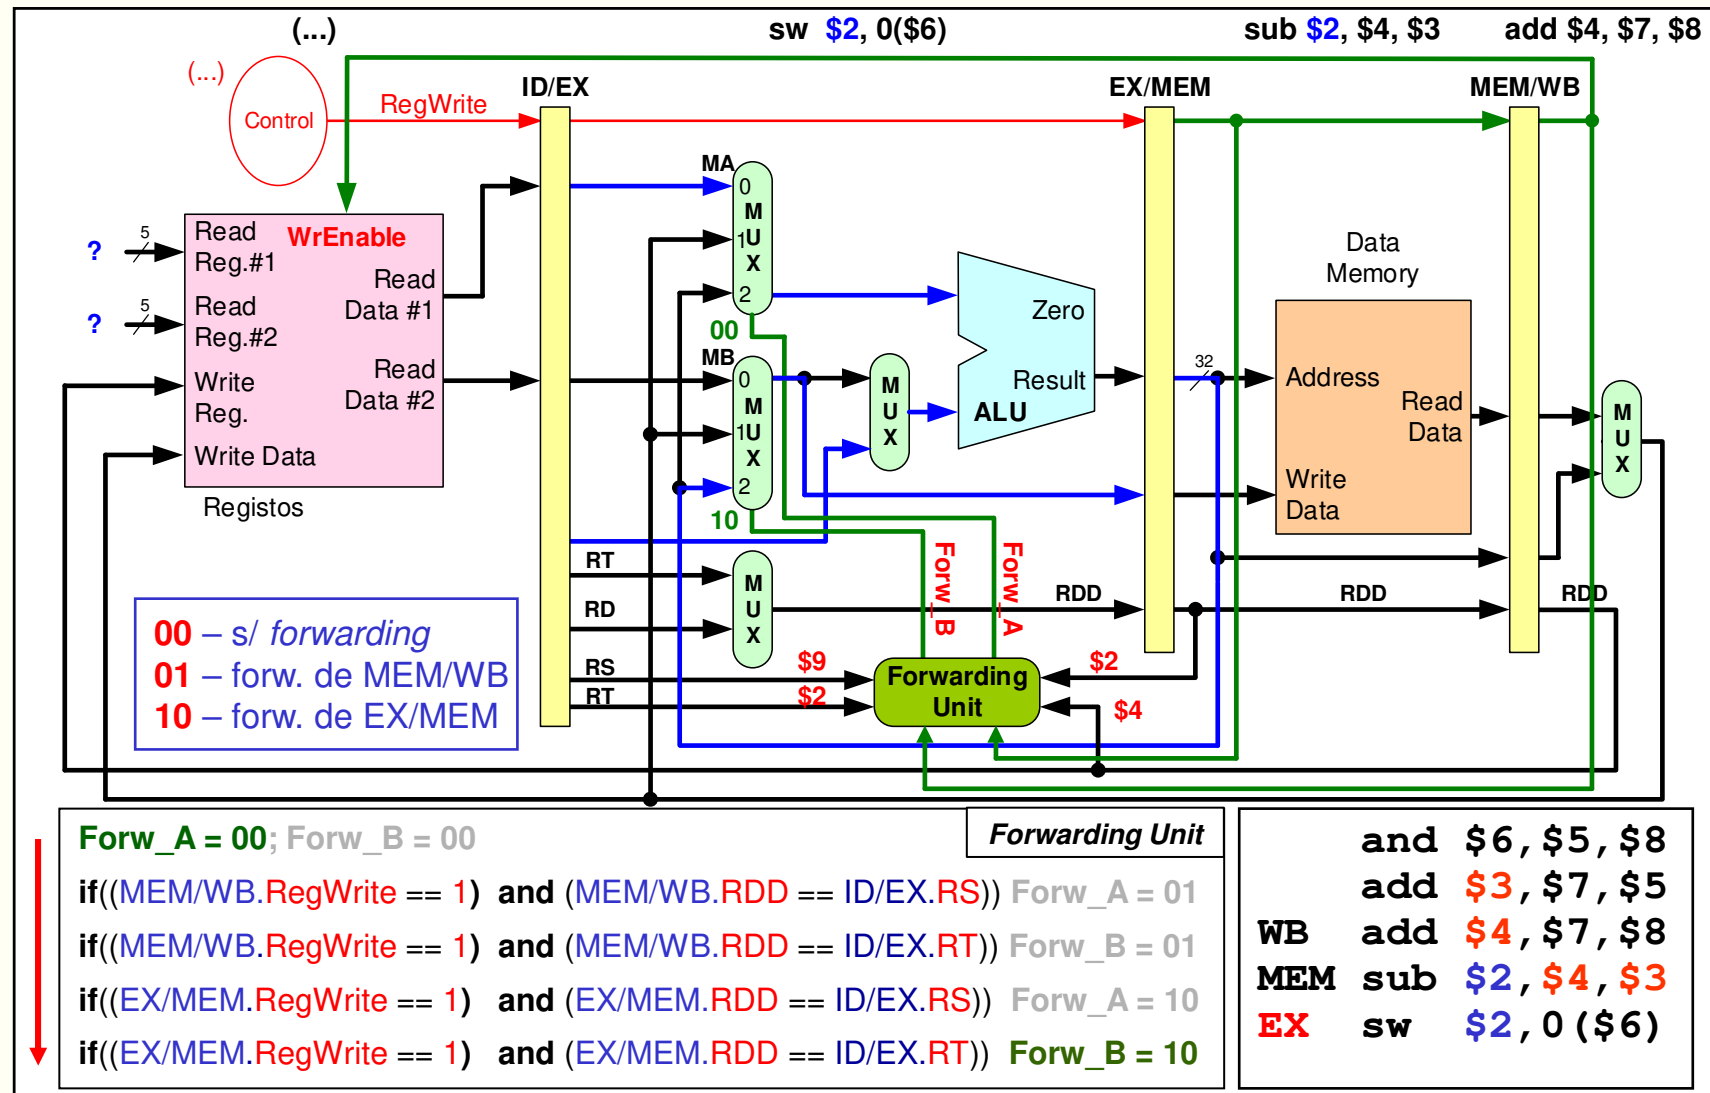 (...)
sw $2, 0($6)
sub $2, $4, $3
add $4, $7, $8
(...)
Control
RegWrite
ID/EX
EX/MEM
MEM/WB
MA
0
M
1U
X
2
00
? 5
Read Reg.#1
WrEnable
Read Data #1
? 5
Read Reg.#2
Write Reg.
Read Data #2
Write Data
Registos
MB
0
M
1U
X
2
10
M
U
X
Zero
Result
ALU
32
Data
Memory
Address
Read
Data
Write
Data
M
U
X
RT
RD
M
U
X
RDD
RDD
RDD
Forw_B
Forw_A
RS
$9
RT
$2
Forwarding
Unit
$2
$4
00 – s/ forwarding
01 – forw. de MEM/WB
10 – forw. de EX/MEM
Forw_A = 00; Forw_B = 00
Forwarding Unit
if((MEM/WB.RegWrite == 1) and (MEM/WB.RDD == ID/EX.RS)) Forw_A = 01
if((MEM/WB.RegWrite == 1) and (MEM/WB.RDD == ID/EX.RT)) Forw_B = 01
if((EX/MEM.RegWrite == 1) and (EX/MEM.RDD == ID/EX.RS)) Forw_A = 10
if((EX/MEM.RegWrite == 1) and (EX/MEM.RDD == ID/EX.RT)) Forw_B = 10
and $6,$5,$8
add $3,$7,$5
WB add $4,$7,$8
MEM sub $2,$4,$3
EX sw $2,0($6)